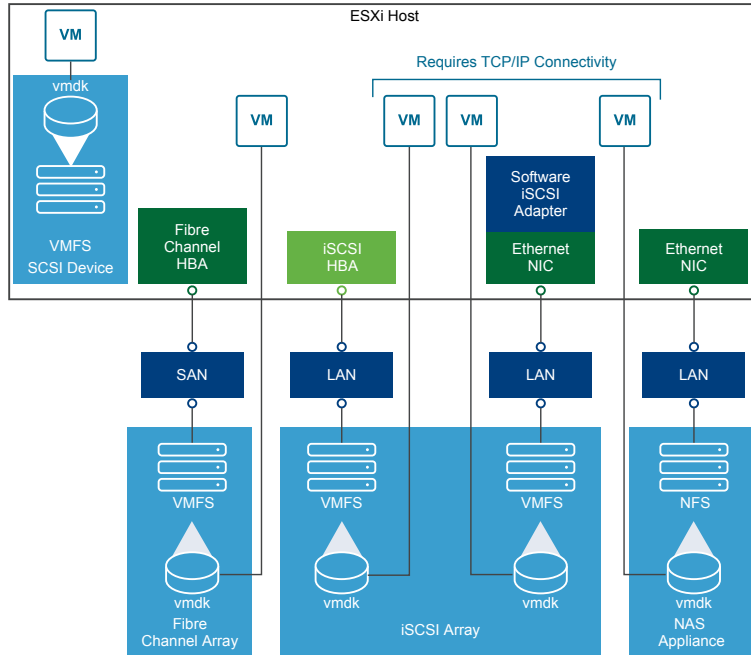 ESXi Host
VM
Requires TCP/IP Connectivity
vmdk
VM
VM
VM
VM
VMFS
SCSI Device
Fibre
Channel
HBA
iSCSI
HBA
Software
iSCSI
Adapter
Ethernet
NIC
Ethernet
NIC
SAN
LAN
LAN
LAN
VMFS
VMFS
VMFS
NFS
vmdk
vmdk
vmdk
vmdk
Fibre
Channel Array
iSCSI Array
NAS
Appliance